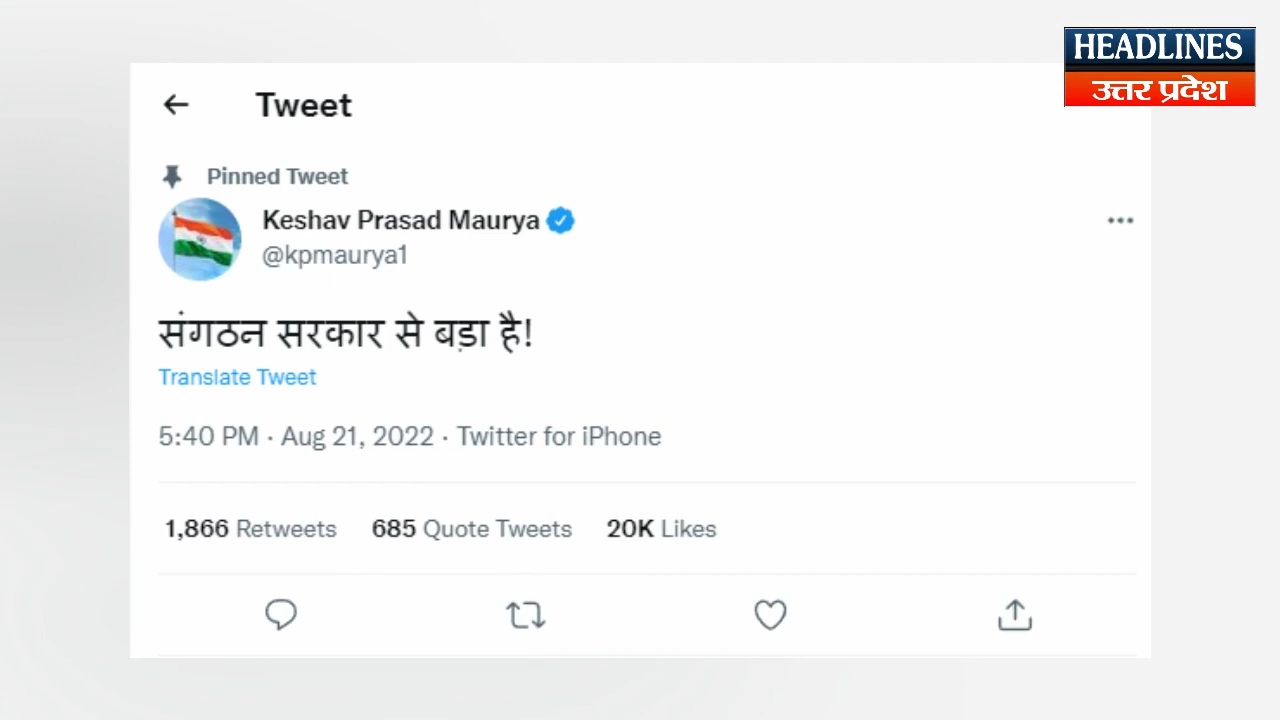 HEADLINES
उत्तर प्रदेश
Tweet
Pinned Tweet
Keshav Prasad Maurya
@kpmaurya1
संगठन सरकार से बड़ा है!
Translate Tweet
5:40 PM · Aug 21, 2022 · Twitter for iPhone
1,866 Retweets 685 Quote Tweets 20K Likes